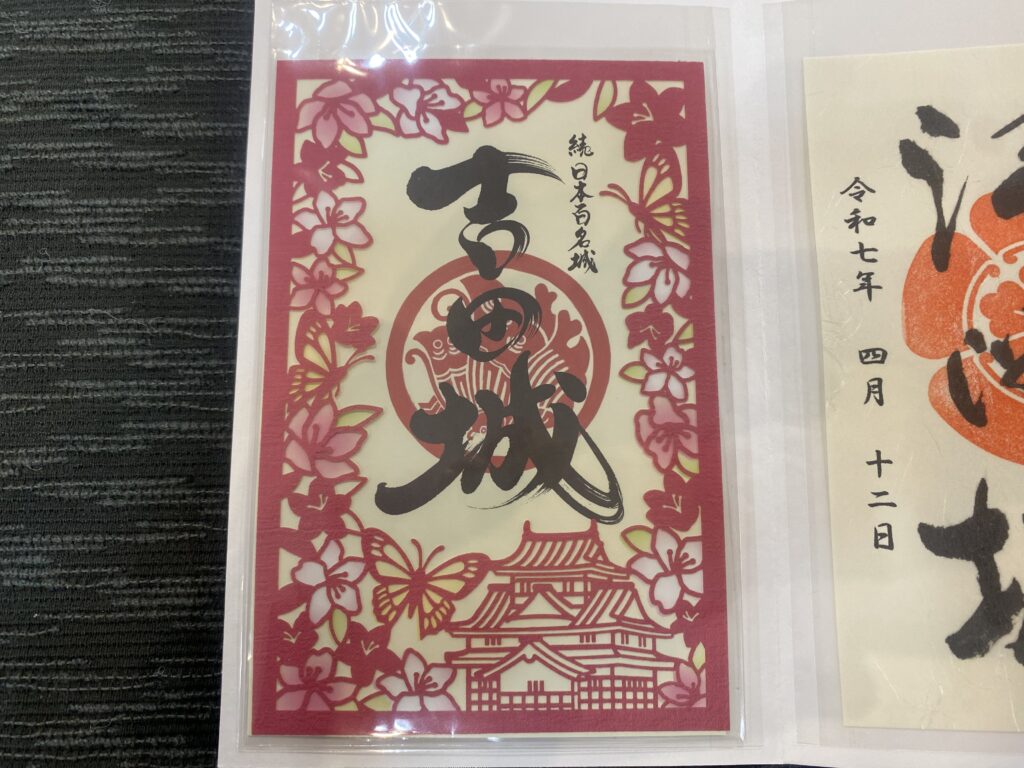 続日本百名城
吉田城
令和七年 四月 十二日